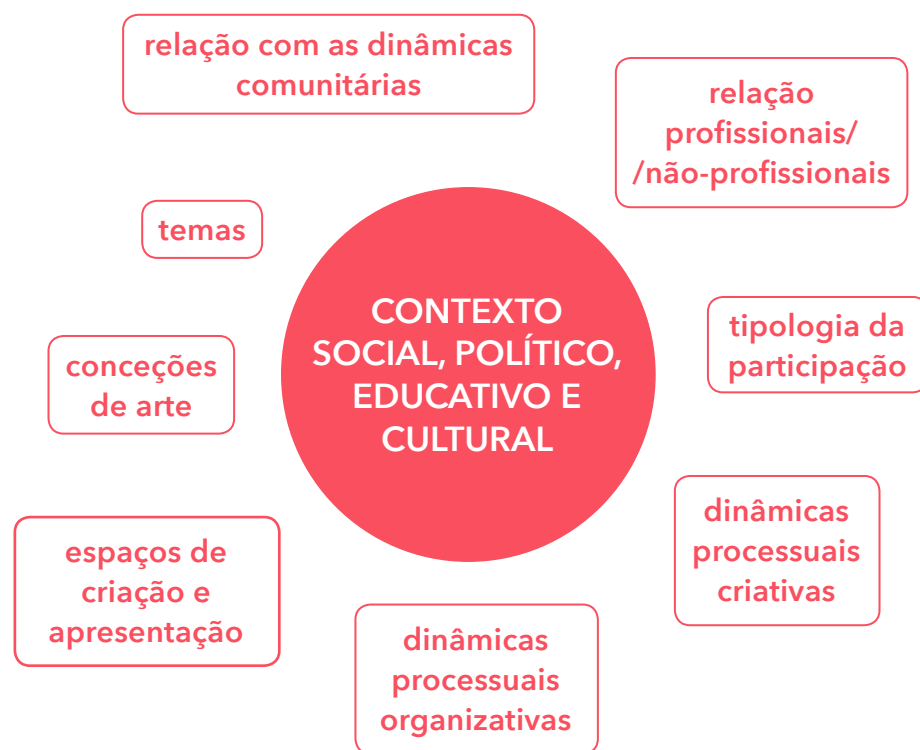 relação com as dinâmicas
comunitárias
relação
profissionais/
/não-profissionais
temas
CONTEXTO
SOCIAL, POLÍTICO,
EDUCATIVO E
CULTURAL
tipologia da
participação
conceções
de arte
dinâmicas
processuais
criativas
espaços de
criação e
apresentação
dinâmicas
processuais
organizativas